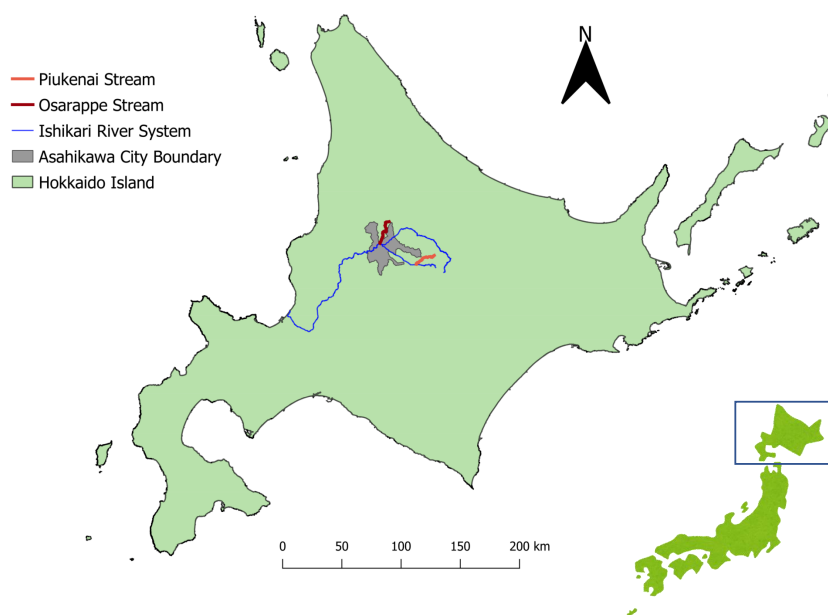 N
Piukenai Stream
Osarappe Stream
Ishikari River System
Asahikawa City Boundary
Hokkaido Island
0 50 100 150 200 km